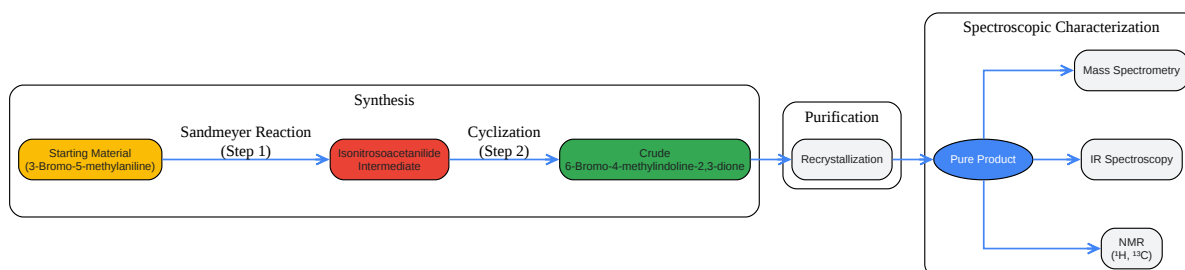 Synthesis
Starting Material
(3-Bromo-5-methylaniline)
Sandmeyer Reaction
(Step 1)
Isonitrosoacetanilide
Intermediate
Cyclization
(Step 2)
Crude
6-Bromo-4-methylindoline-2,3-dione
Purification
Recrystallization
Spectroscopic Characterization
Pure Product
Mass Spectrometry
IR Spectroscopy
NMR
(¹H, ¹³C)